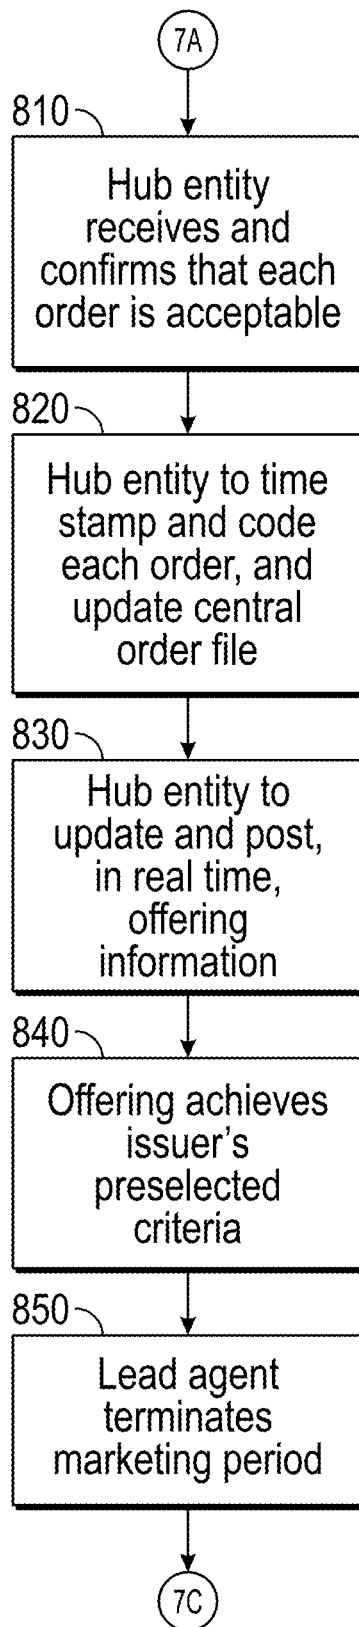 7A
810
Hub entity
receives and
confirms that each
order is acceptable
820
Hub entity to time
stamp and code
each order, and
update central
order file
830
Hub entity to
update and post,
in real time,
offering
information
840
Offering achieves
issuer's
preselected
criteria
850
Lead agent
terminates
marketing period
7C